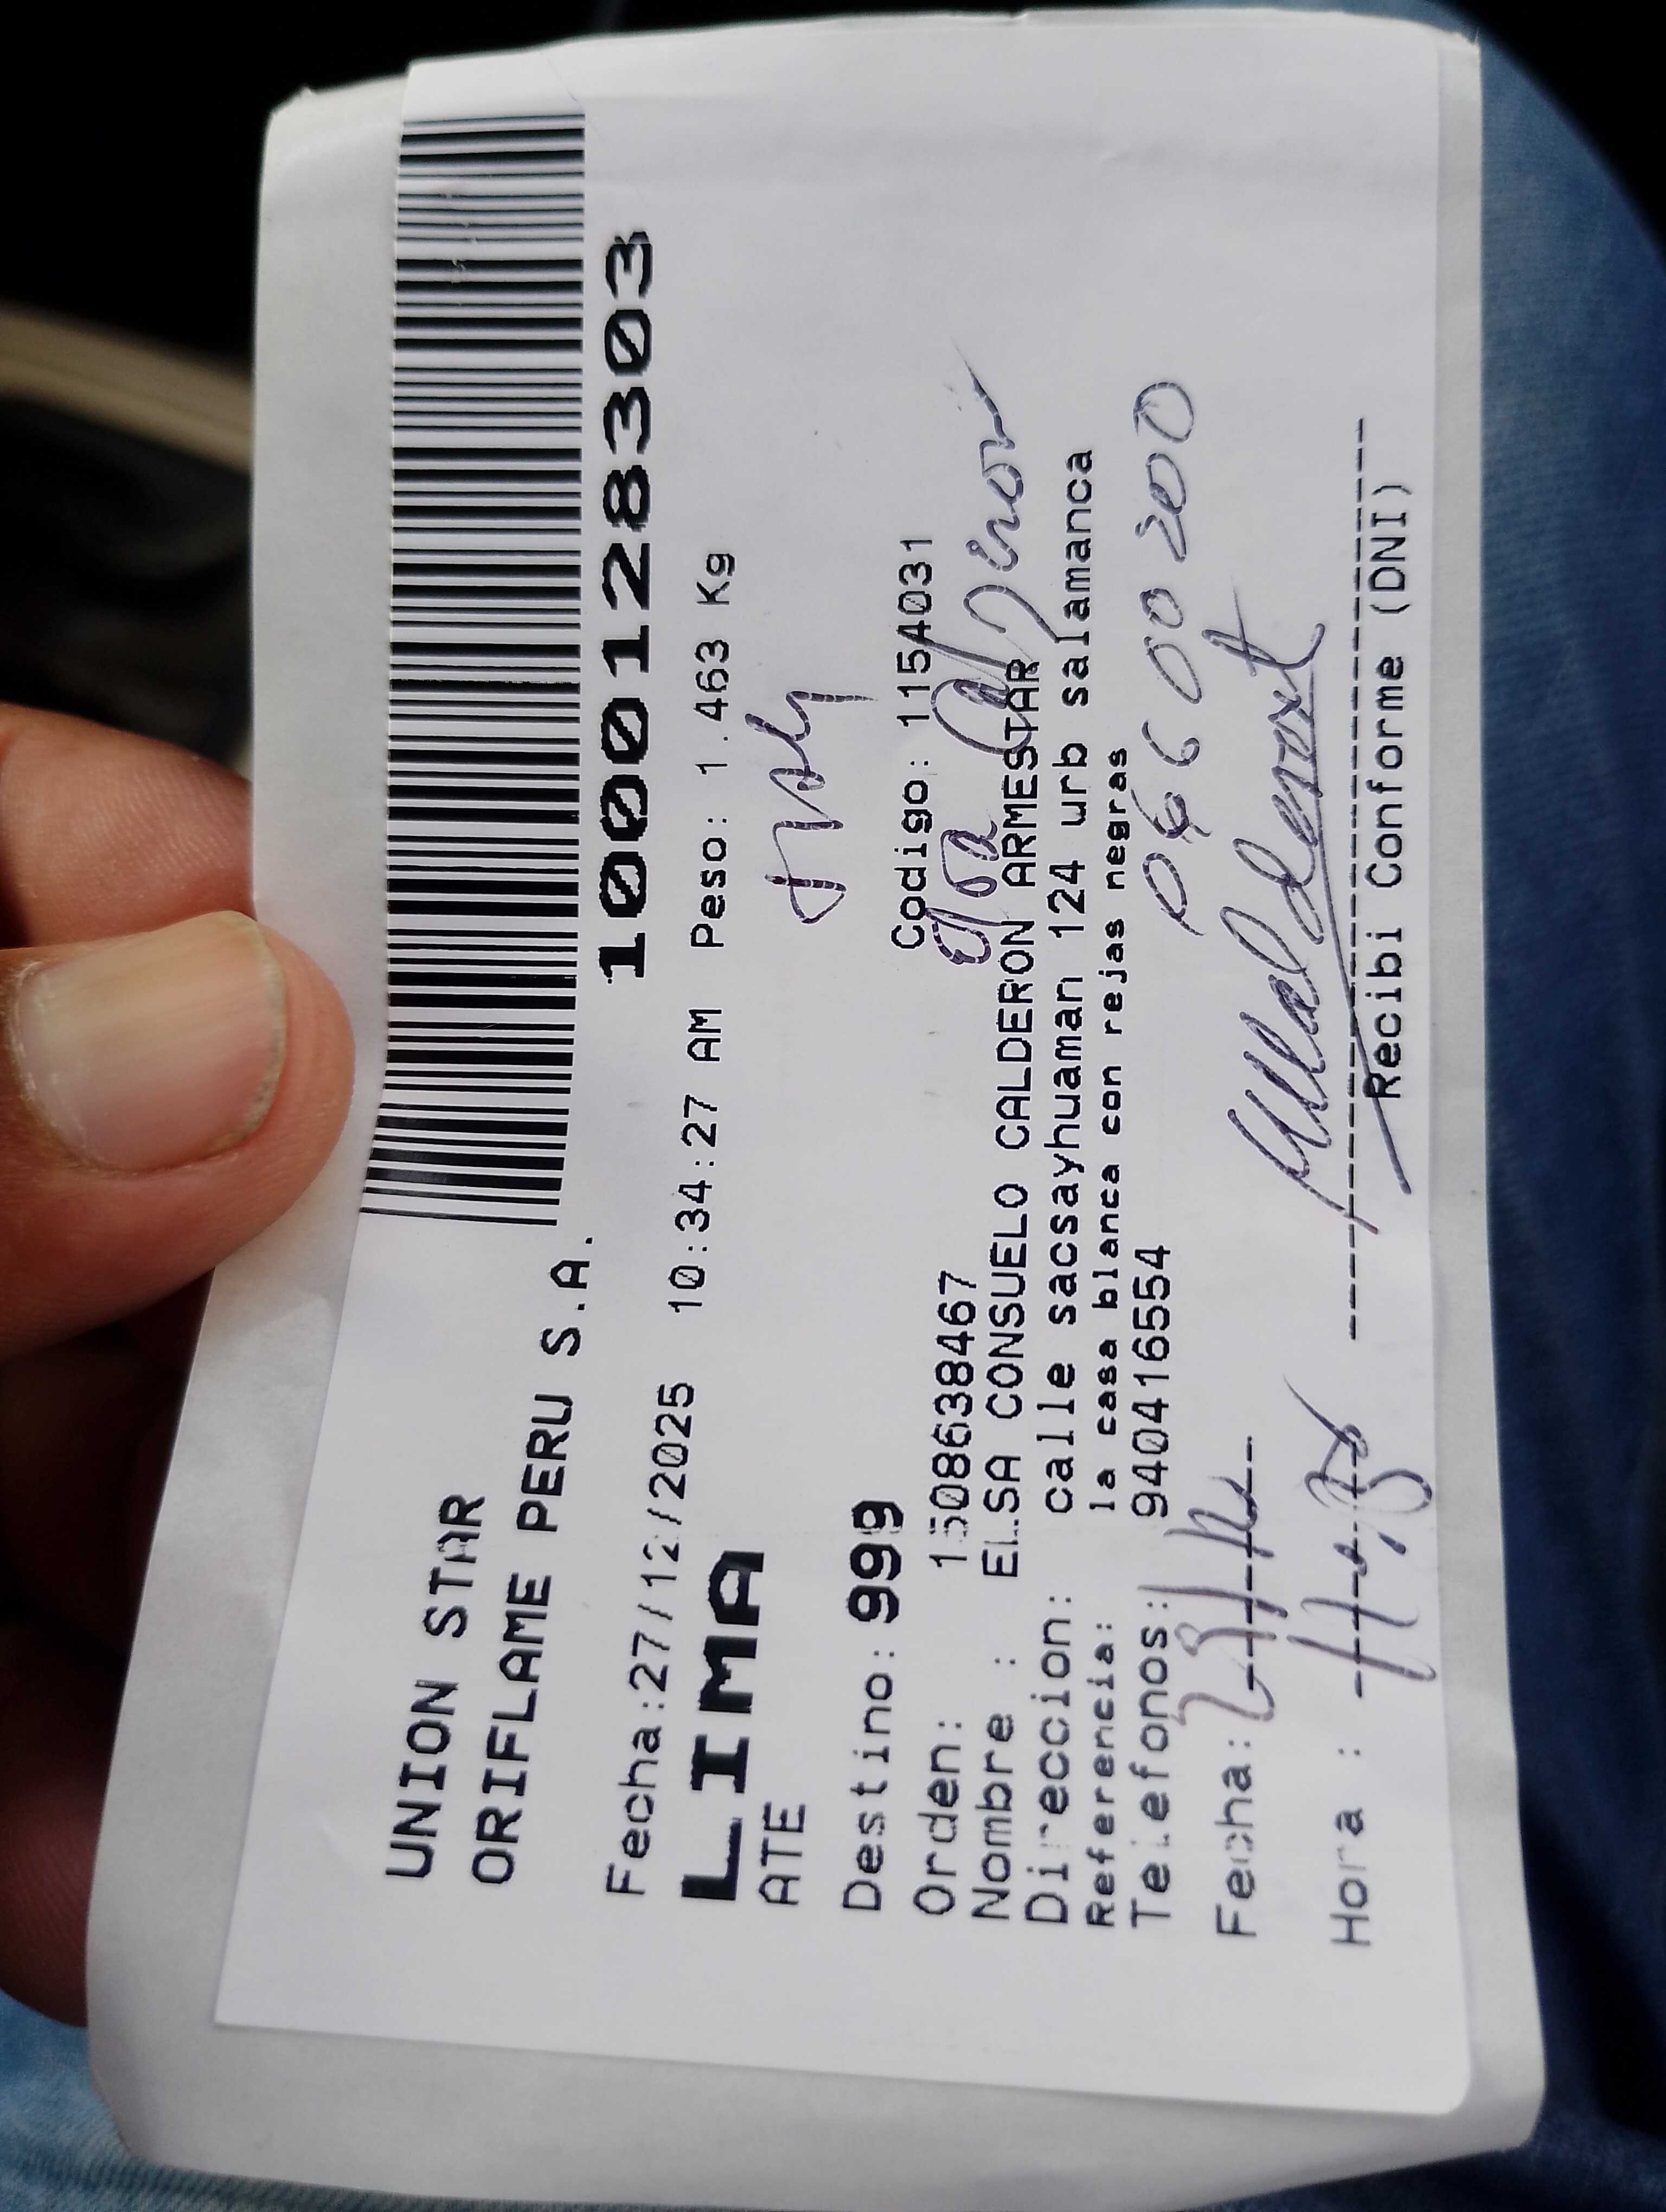 UNION STAR
ORIFLAME PERU S.A.
1000128303
Fecha:27/12/2025 10:34:27 AM Peso: 1.463 Kg
LIMA
ATE
Destino: 999
Codigo: 1154031
Orden: 1508638467
Nombre : ELSA CONSUELO CALDERON ARMESTAR
Direccion: calle sacsayhuaman 124 urb salamanca
Referencia: la casa blanca con rejas negras
Telefonos: 940416554
Fecha:
Hora :
Recibi Conforme (DNI)